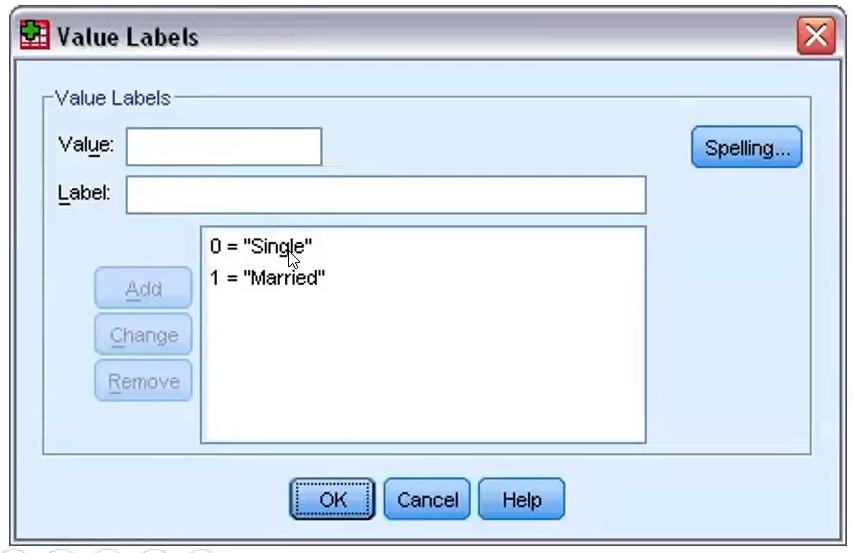 Value Labels
Value Labels
Value:
Spelling...
Label:
0 = "Single"
1 = "Married"
Add
Change
Remove
OK
Cancel
Help